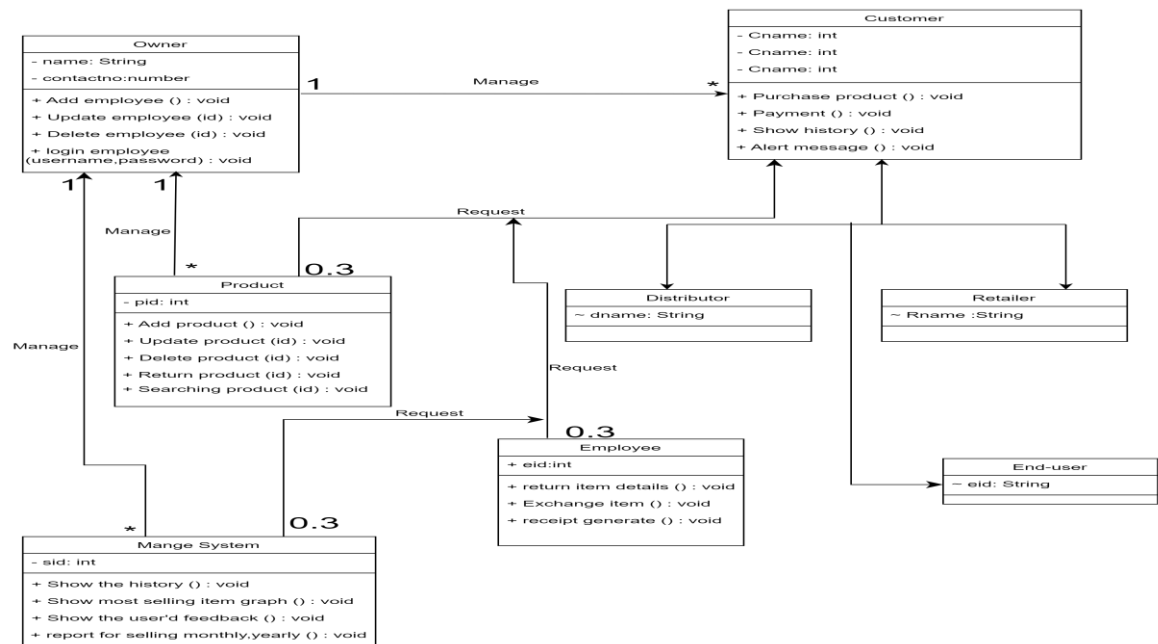 Customer
- Cname: int
- Cname: int
- Cname: int
+ Purchase product () : void
+ Payment () : void
+ Show history () : void
+ Alert message () : void
Owner
- name: String
- contactno:number
+ Add employee () : void
+ Update employee (id) : void
+ Delete employee (id) : void
+ login employee
(username,password) : void
1
Manage
*
1
1
Manage
*
Request
0.3
Product
- pid: int
+ Add product () : void
+ Update product (id) : void
+ Delete product (id) : void
+ Return product (id) : void
+ Searching product (id) : void
Distributor
~ dname: String
Retailer
~ Rname :String
Manage
Request
Request
0.3
Employee
+ eid:int
+ return item details () : void
+ Exchange item () : void
+ receipt generate () : void
End-user
~ eid: String
*
0.3
Mange System
- sid: int
+ Show the history () : void
+ Show most selling item graph () : void
+ Show the user'd feedback () : void
+ report for selling monthly,yearly () : void